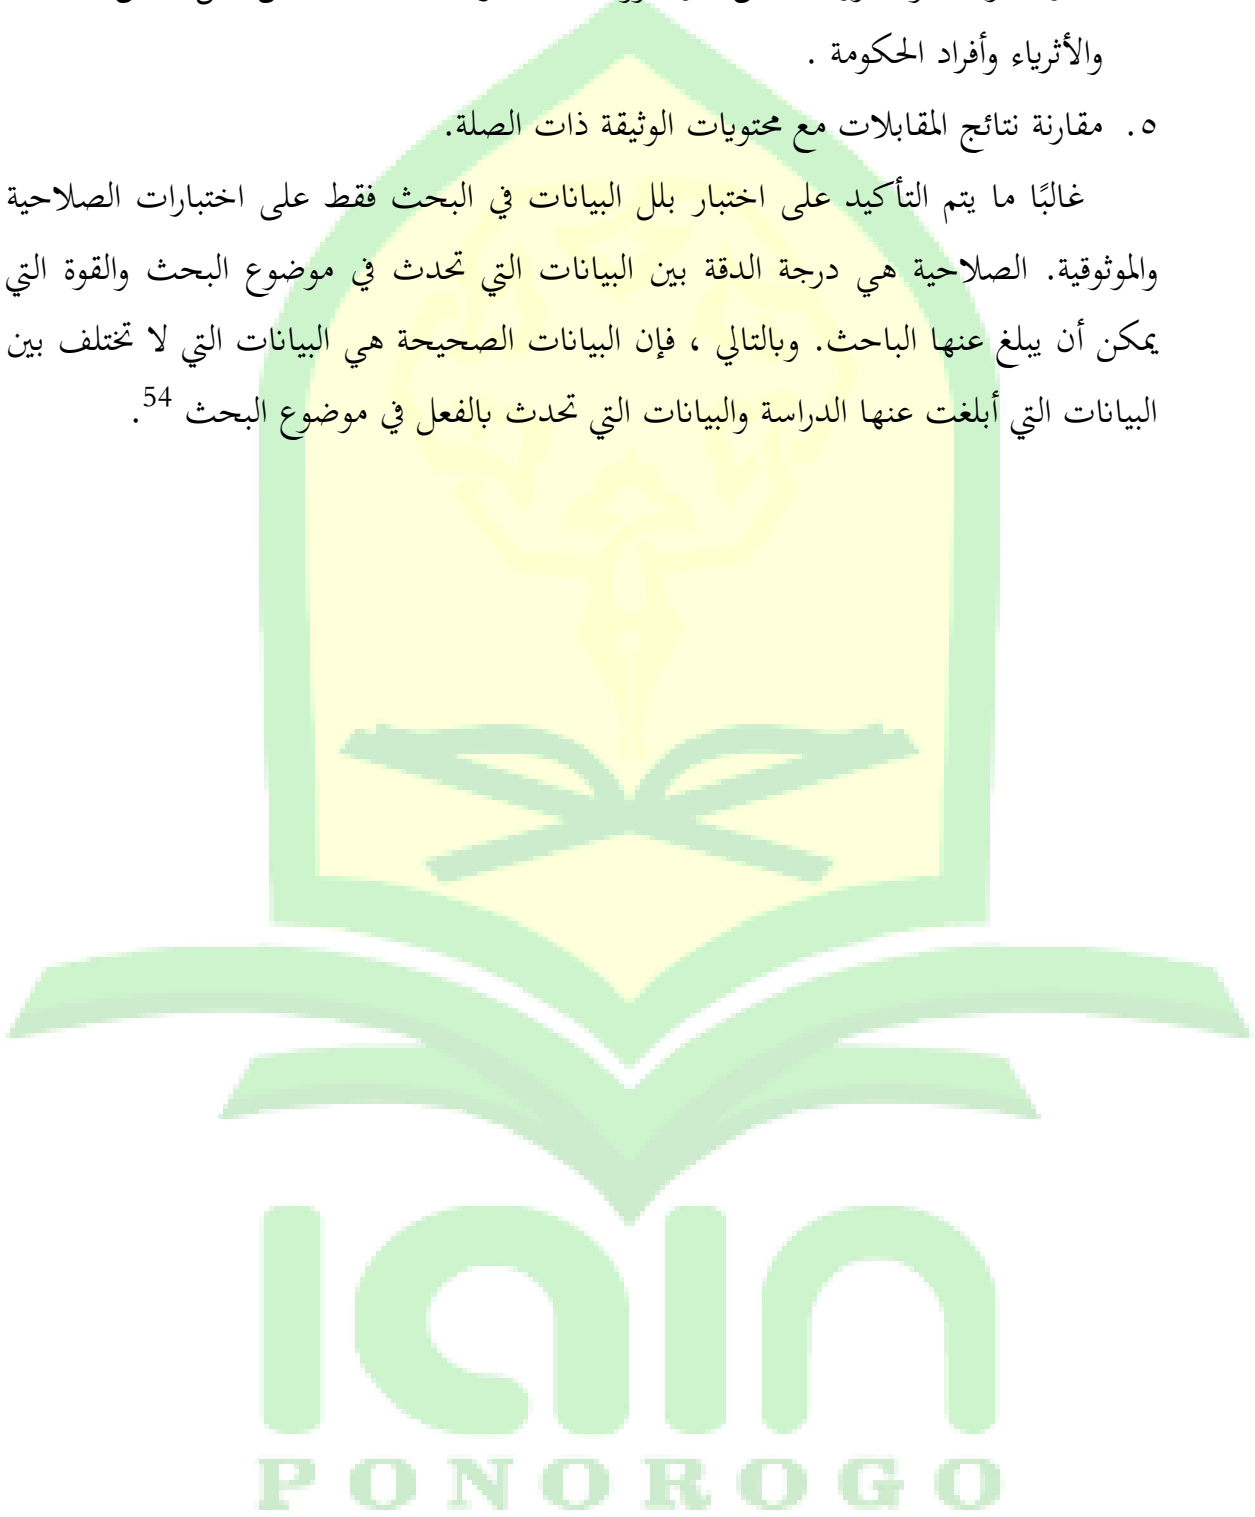 والأثرياء وأفراد الحكومة .
٥. مقارنة نتائج المقابلات مع محتويات الوثيقة ذات الصلة.
غالبًا ما يتم التأكيد على اختبار بلل البيانات في البحث فقط على اختبارات الصلاحية
والموثوقية. الصلاحية هي درجة الدقة بين البيانات التي تحدث في موضوع البحث والقوة التي
يمكن أن يبلغ عنها الباحث. وبالتالي ، فإن البيانات الصحيحة هي البيانات التي لا تختلف بين
البيانات التي أبلغت عنها الدراسة والبيانات التي تحدث بالفعل في موضوع البحث 54.
iain
PONOROGO